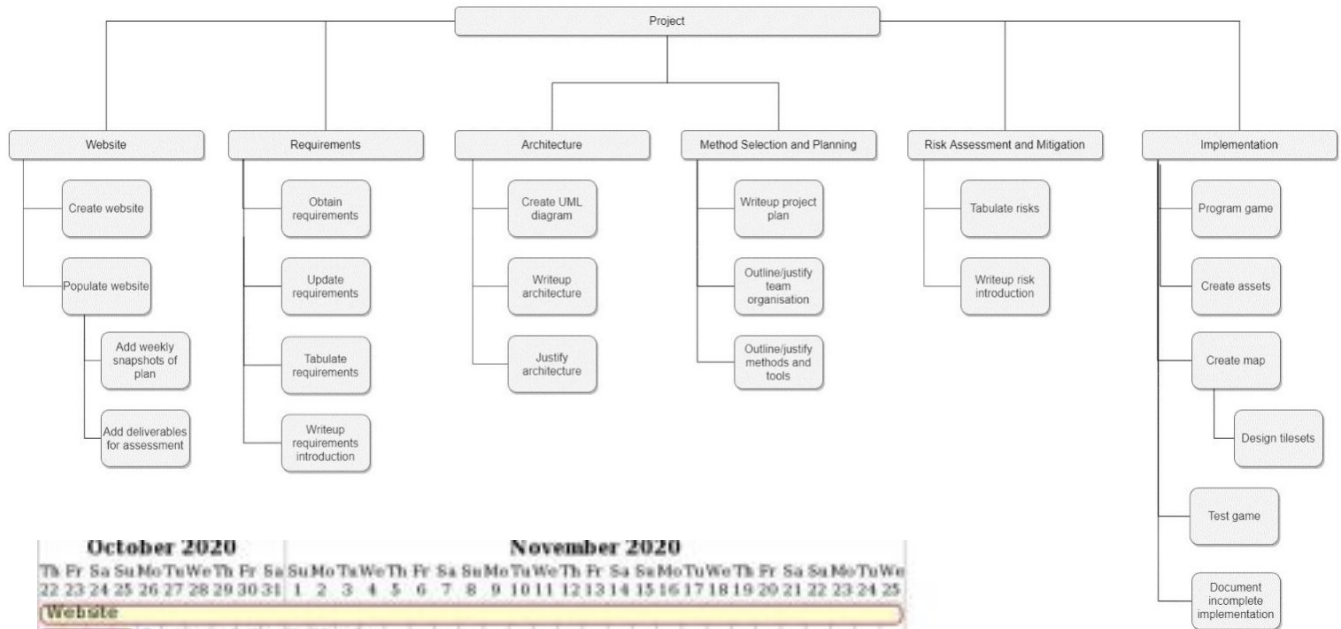 Project
Website
Requirements
Architecture
Method Selection and Planning
Risk Assessment and Mitigation
Implementation
Create website
Populate website
Add weekly
snapshots of
plan
Add deliverables
for assessment
Obtain
requirements
Update
requirements
Tabulate
requirements
Writeup
requirements
introduction
Create UML
diagram
Writeup
architecture
Justify
architecture
Writeup project
plan
Outline/justify
team
organisation
Outline/justify
methods and
tools
Tabulate risks
Writeup risk
introduction
Program game
Create assets
Create map
Design tilesets
Test game
Document
incomplete
implementation
October 2020 November 2020
Th Fr Sa Su Mo Tu We Th Fr Sa Su Mo Tu We Th Fr Sa Su Mo Tu We Th Fr Sa Su Mo Tu We Th Fr Sa Su Mo Tu We
22 23 24 25 26 27 28 29 30 31 1 2 3 4 5 6 7 8 9 10 11 12 13 14 15 16 17 18 19 20 21 22 23 24 25
Website